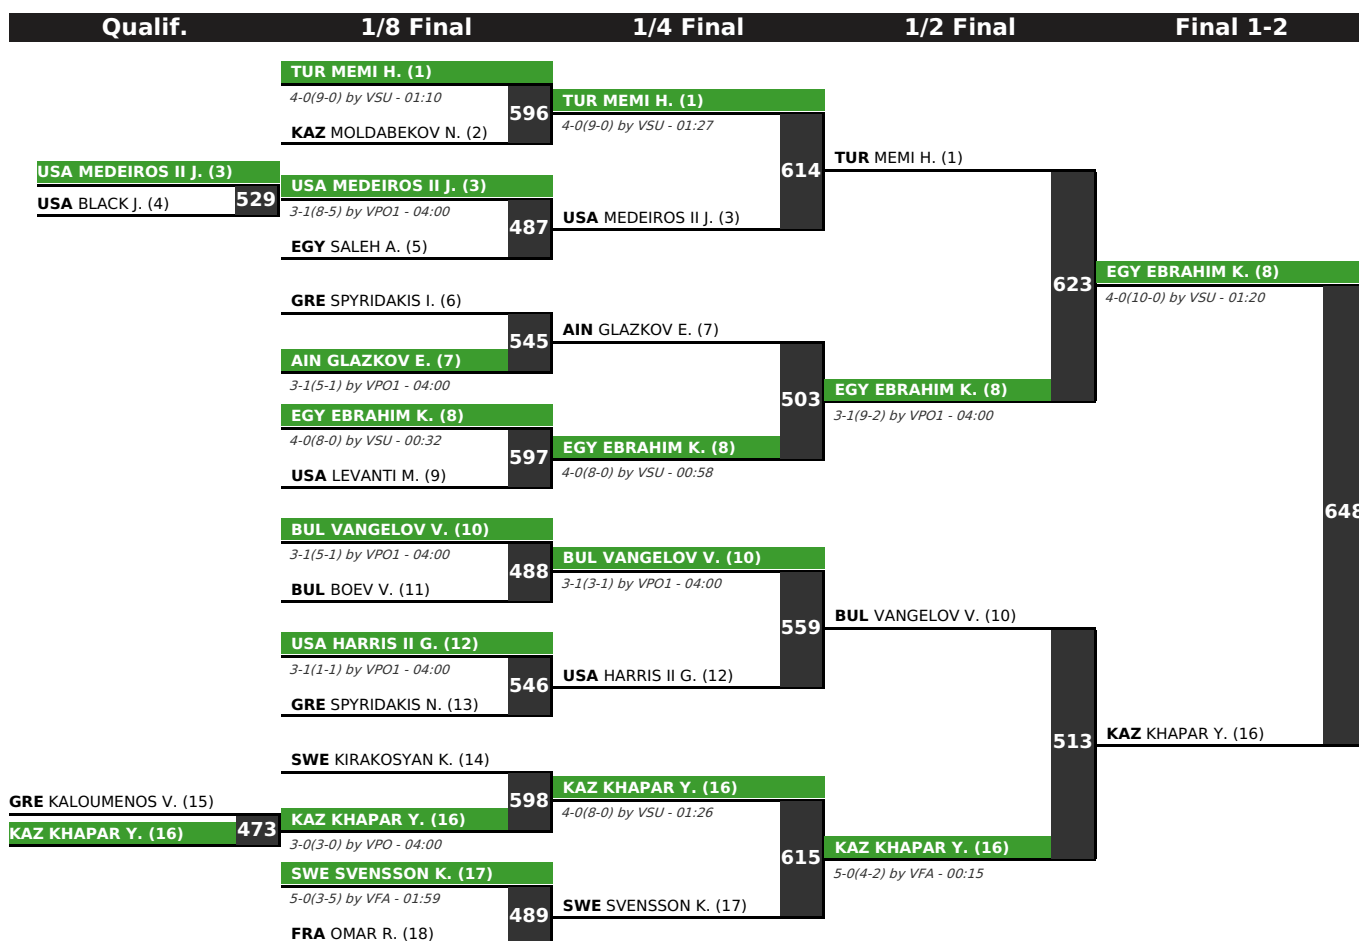 Qualif. 1/8 Final 1/4 Final 1/2 Final Final 1-2
USA MEDEIROS II J. (3)
529
USA BLACK J. (4)
GRE KALOUMENOS V. (15)
473
KAZ KHAPAR Y. (16)
TUR MEMI H. (1)
4-0(9-0) by VSU - 01:10
596
KAZ MOLDABEKOV N. (2)
USA MEDEIROS II J. (3)
3-1(8-5) by VPO1 - 04:00
487
EGY SALEH A. (5)
GRE SPYRIDAKIS I. (6)
545
AIN GLAZKOV E. (7)
3-1(5-1) by VPO1 - 04:00
EGY EBRAHIM K. (8)
4-0(8-0) by VSU - 00:32
597
USA LEVANTI M. (9)
BUL VANGELOV V. (10)
3-1(5-1) by VPO1 - 04:00
488
BUL BOEV V. (11)
USA HARRIS II G. (12)
3-1(1-1) by VPO1 - 04:00
546
GRE SPYRIDAKIS N. (13)
SWE KIRAKOSYAN K. (14)
598
KAZ KHAPAR Y. (16)
3-0(3-0) by VPO - 04:00
SWE SVENSSON K. (17)
5-0(3-5) by VFA - 01:59
489
FRA OMAR R. (18)
TUR MEMI H. (1)
4-0(9-0) by VSU - 01:27
614
USA MEDEIROS II J. (3)
AIN GLAZKOV E. (7)
503
EGY EBRAHIM K. (8)
4-0(8-0) by VSU - 00:58
BUL VANGELOV V. (10)
3-1(3-1) by VPO1 - 04:00
559
USA HARRIS II G. (12)
KAZ KHAPAR Y. (16)
4-0(8-0) by VSU - 01:26
615
SWE SVENSSON K. (17)
TUR MEMI H. (1)
623
EGY EBRAHIM K. (8)
3-1(9-2) by VPO1 - 04:00
BUL VANGELOV V. (10)
513
KAZ KHAPAR Y. (16)
5-0(4-2) by VFA - 00:15
EGY EBRAHIM K. (8)
4-0(10-0) by VSU - 01:20
648
KAZ KHAPAR Y. (16)